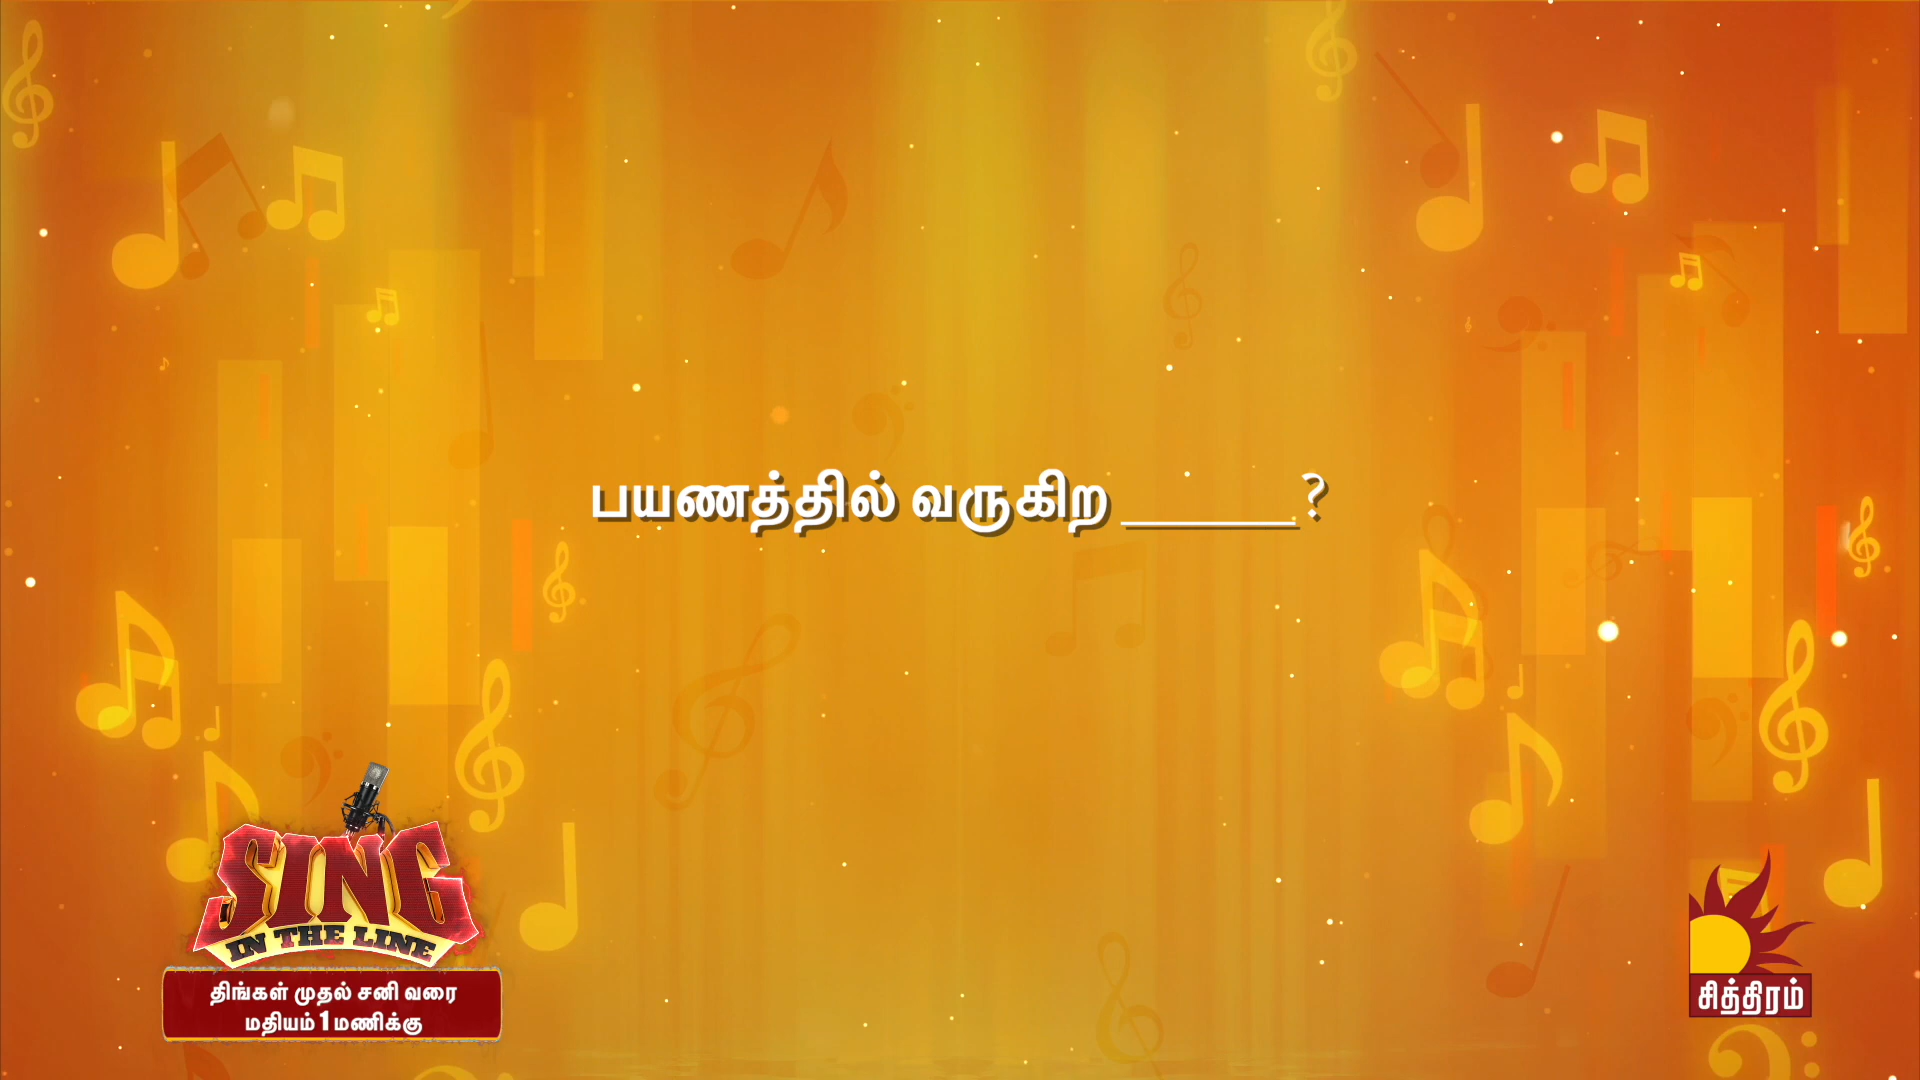 பயணத்தில் வருகிற ______?
SING
IN THE LINE
திங்கள் முதல் சனி வரை
மதியம் 1 மணிக்கு
சித்திரம்